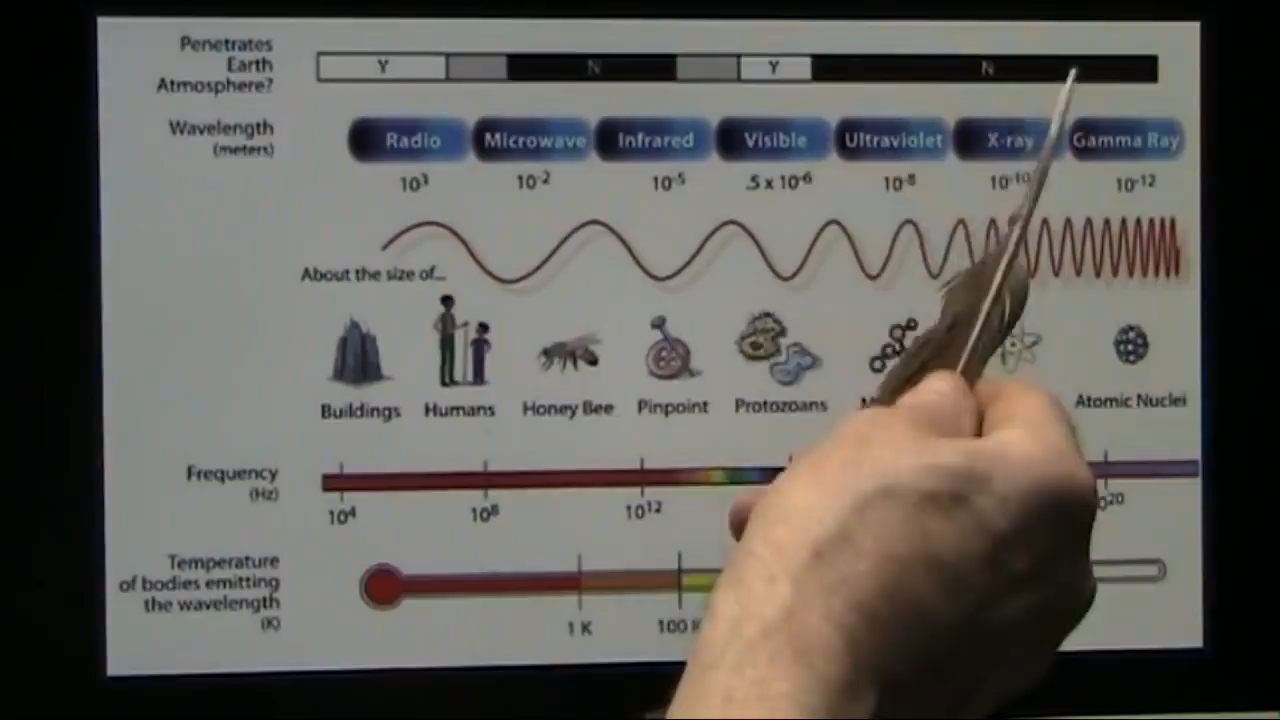 Penetrates
Earth
Atmosphere?
Y N Y N
Wavelength
(meters)
Radio Microwave Infrared Visible Ultraviolet X-ray Gamma Ray
10³ 10⁻² 10⁻⁵ .5 x 10⁻⁶ 10⁻⁸ 10⁻¹⁰ 10⁻¹²
About the size of...
Buildings Humans Honey Bee Pinpoint Protozoans Atomic Nuclei
Frequency
(Hz)
10⁴ 10⁸ 10¹²
Temperature
of bodies emitting
the wavelength
(K)
1 K 100